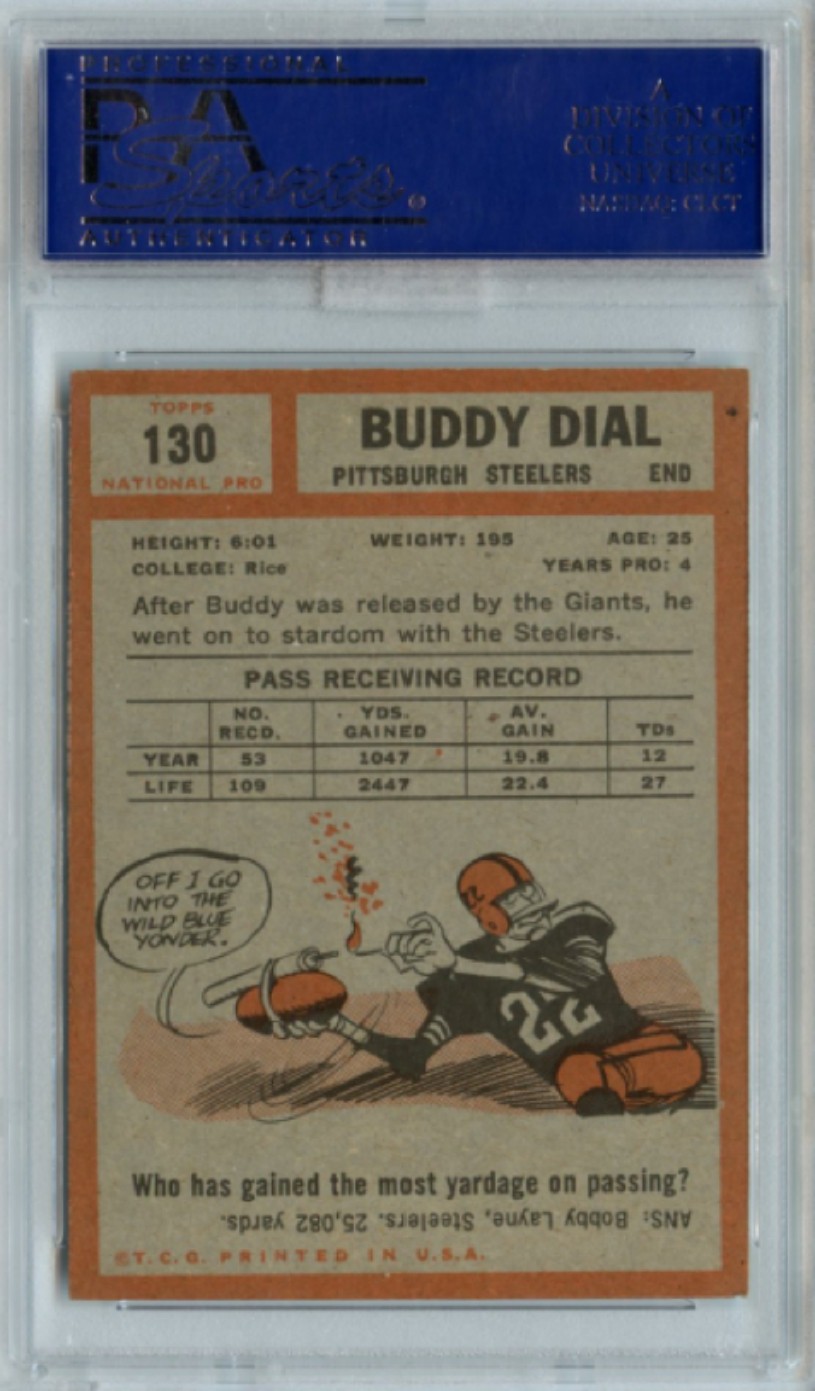 PROFESSIONAL
PSA
Sports
AUTHENTICATOR
A
DIVISION OF
COLLECTORS
UNIVERSE
NASDAQ: CLCT
TOPPS
130
NATIONAL PRO
BUDDY DIAL
PITTSBURGH STEELERS END
HEIGHT: 6:01 WEIGHT: 195 AGE: 25
COLLEGE: Rice YEARS PRO: 4
After Buddy was released by the Giants, he
went on to stardom with the Steelers.
PASS RECEIVING RECORD
NO. RECD. YDS. GAINED AV. GAIN TDs
YEAR 53 1047 19.8 12
LIFE 109 2447 22.4 27
OFF I GO
INTO THE
WILD BLUE
YONDER.
22
Who has gained the most yardage on passing?
ANS: Bobby Layne, Steelers. 25,082 yards.
©T.C.G. PRINTED IN U.S.A.